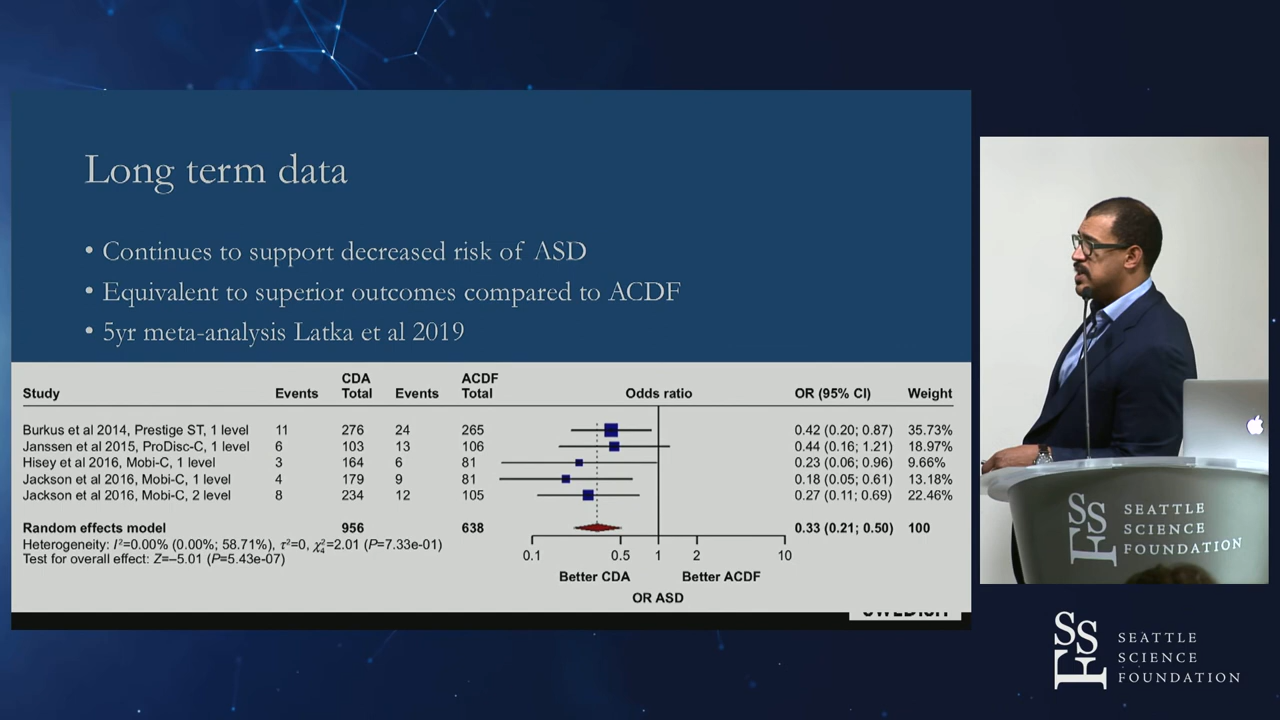 Long term data
• Continues to support decreased risk of ASD
• Equivalent to superior outcomes compared to ACDF
• 5yr meta-analysis Latka et al 2019
CDA ACDF
Study Events Total Events Total Odds ratio OR (95% CI) Weight
Burkus et al 2014, Prestige ST, 1 level 11 276 24 265 0.42 (0.20; 0.87) 35.73%
Janssen et al 2015, ProDisc-C, 1 level 6 103 13 106 0.44 (0.16; 1.21) 18.97%
Hisey et al 2016, Mobi-C, 1 level 3 164 6 81 0.23 (0.06; 0.96) 9.66%
Jackson et al 2016, Mobi-C, 1 level 4 179 9 81 0.18 (0.05; 0.61) 13.18%
Jackson et al 2016, Mobi-C, 2 level 8 234 12 105 0.27 (0.11; 0.69) 22.46%
Random effects model 956 638 0.33 (0.21; 0.50) 100
Heterogeneity: I²=0.00% (0.00%; 58.71%), τ²=0, χ²₄=2.01 (P=7.33e-01)
Test for overall effect: Z=–5.01 (P=5.43e-07)
0.1 0.5 1 2 10
Better CDA Better ACDF
OR ASD
SWEDISH
SSF
SEATTLE
SCIENCE
FOUNDATION
SSF
SEATTLE
SCIENCE
FOUNDATION